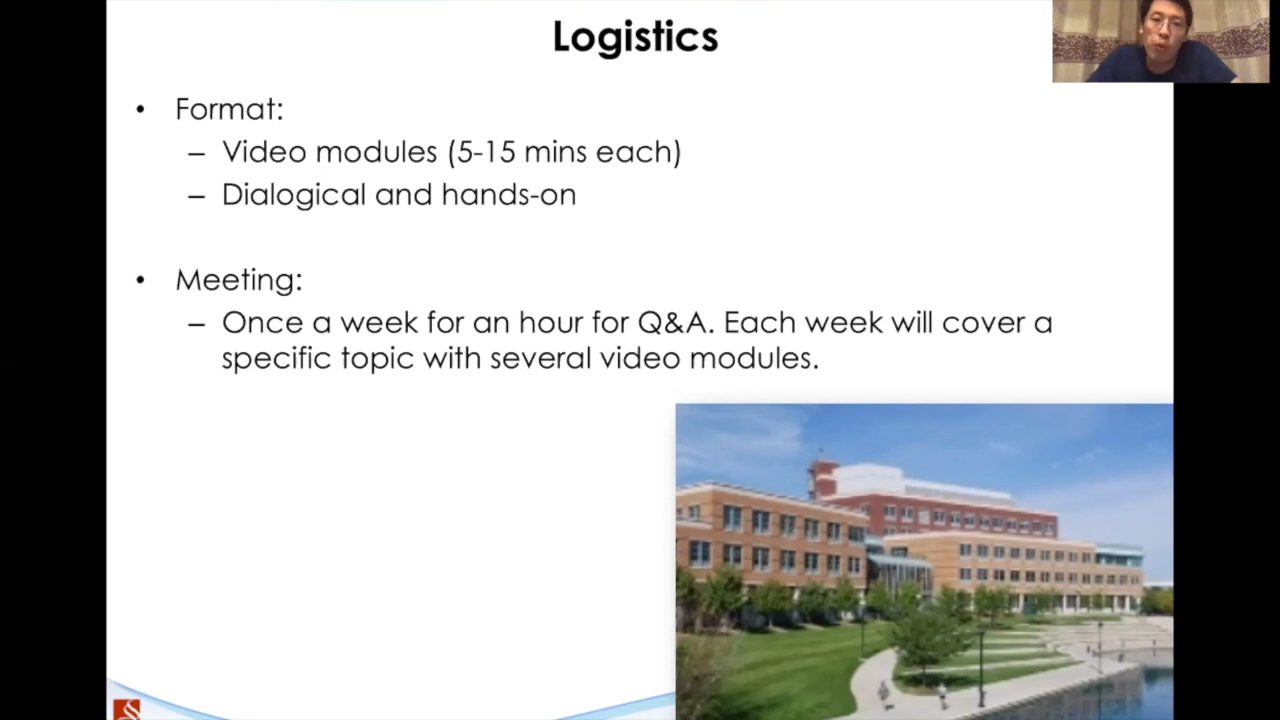 Logistics
• Format:
– Video modules (5-15 mins each)
– Dialogical and hands-on
• Meeting:
– Once a week for an hour for Q&A. Each week will cover a
specific topic with several video modules.